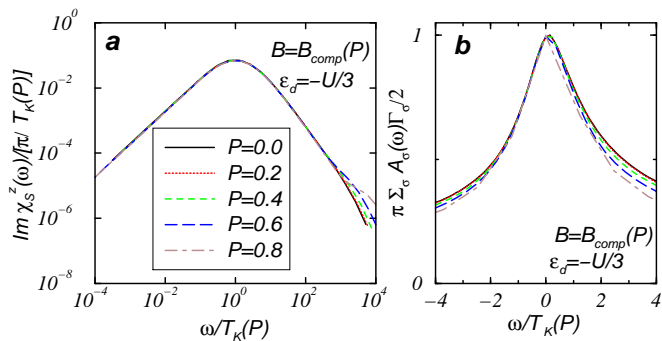 a
B=B_comp(P)
ε_d=−U/3
Im χ_s^z(ω)/[π/T_K(P)]
10^0
10^−2
10^−4
10^−6
10^−8
P=0.0
P=0.2
P=0.4
P=0.6
P=0.8
10^−4
10^−2
10^0
10^2
10^4
ω/T_K(P)
b
π Σ_σ A_σ(ω)Γ_σ/2
1
0
B=B_comp(P)
ε_d=−U/3
−4
−2
0
2
4
ω/T_K(P)